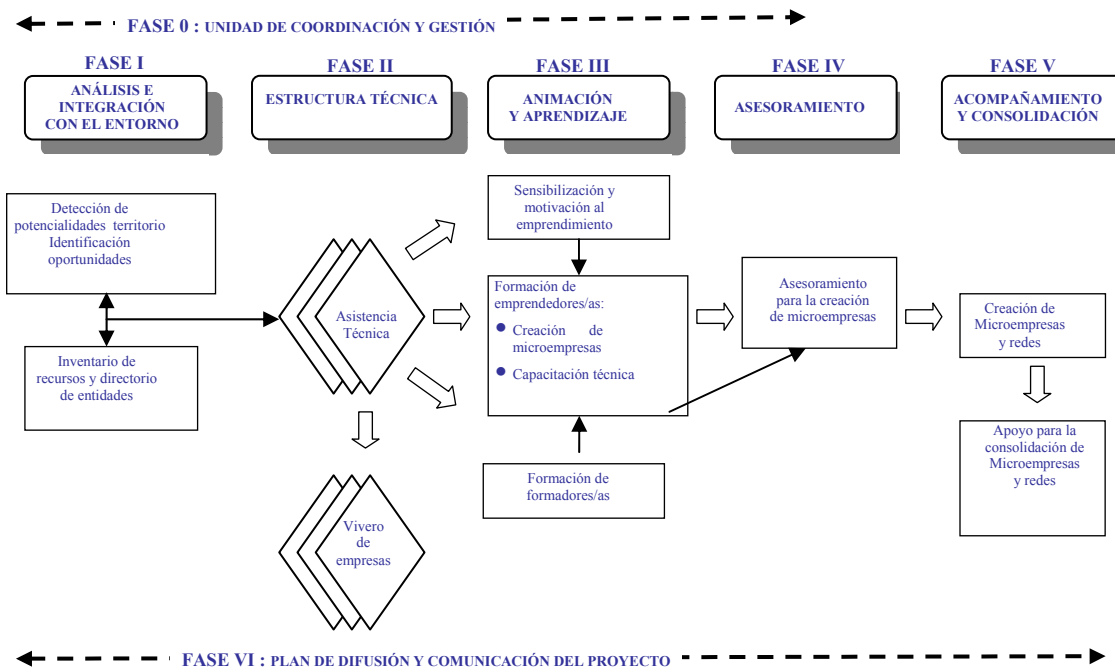 FASE 0 : UNIDAD DE COORDINACIÓN Y GESTIÓN
FASE I
ANÁLISIS E
INTEGRACIÓN
CON EL ENTORNO
FASE II
ESTRUCTURA TÉCNICA
FASE III
ANIMACIÓN
Y APRENDIZAJE
FASE IV
ASESORAMIENTO
FASE V
ACOMPAÑAMIENTO
Y CONSOLIDACIÓN
Detección de
potencialidades territorio
Identificación
oportunidades
Inventario de
recursos y directorio
de entidades
Asistencia
Técnica
Vivero
de
empresas
Sensibilización y
motivación al
emprendimiento
Formación de
emprendedores/as:
● Creación de
microempresas
● Capacitación técnica
Formación de
formadores/as
Asesoramiento
para la creación
de microempresas
Creación de
Microempresas
y redes
Apoyo para la
consolidación de
Microempresas
y redes
FASE VI : PLAN DE DIFUSIÓN Y COMUNICACIÓN DEL PROYECTO